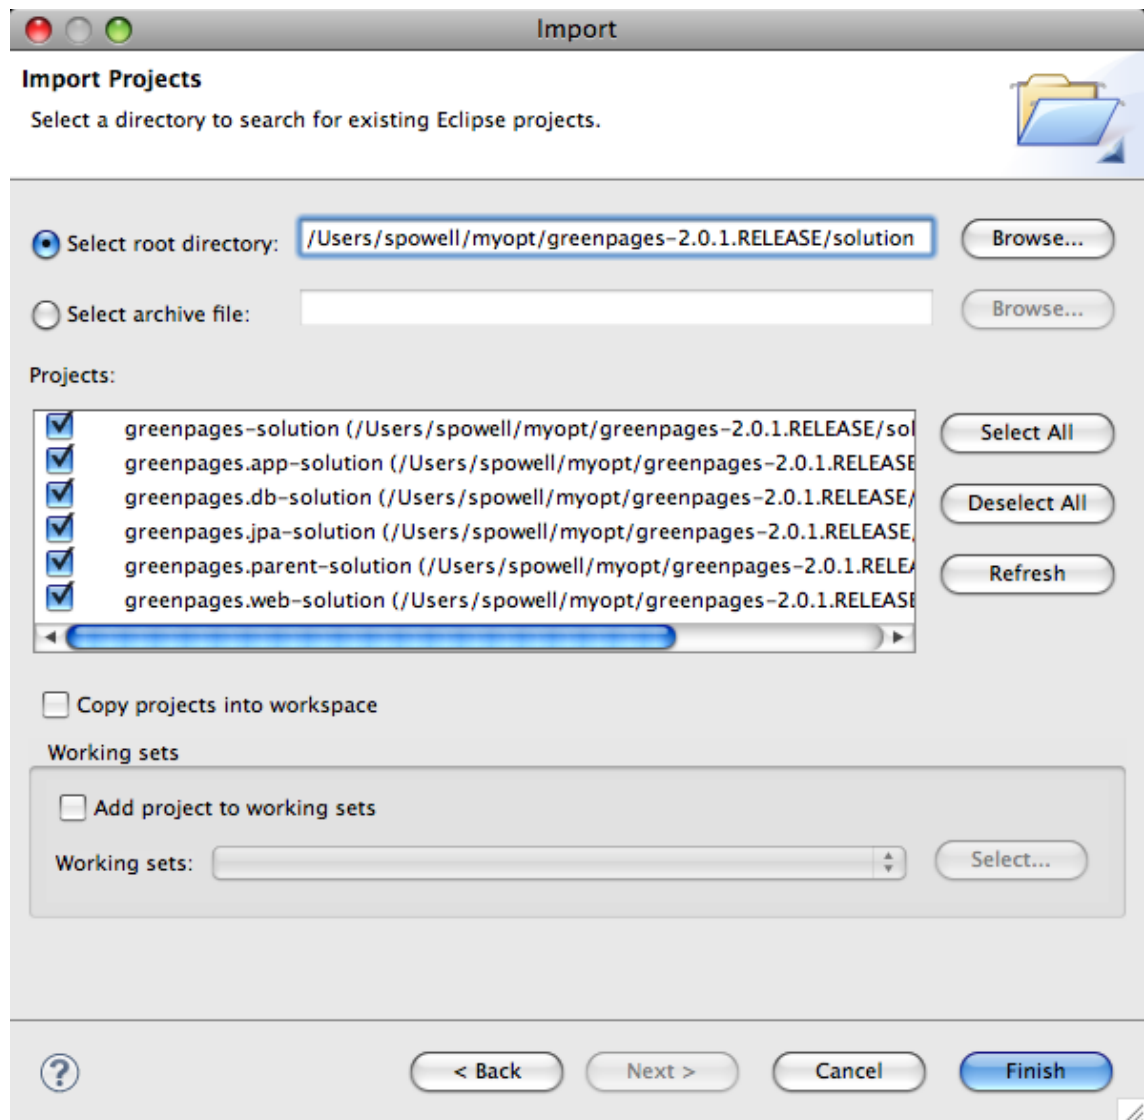 Import
Import Projects
Select a directory to search for existing Eclipse projects.
Select root directory: /Users/spowell/myopt/greenpages-2.0.1.RELEASE/solution Browse...
Select archive file: Browse...
Projects:
greenpages-solution (/Users/spowell/myopt/greenpages-2.0.1.RELEASE/sol
greenpages.app-solution (/Users/spowell/myopt/greenpages-2.0.1.RELEASE
greenpages.db-solution (/Users/spowell/myopt/greenpages-2.0.1.RELEASE/
greenpages.jpa-solution (/Users/spowell/myopt/greenpages-2.0.1.RELEASE,
greenpages.parent-solution (/Users/spowell/myopt/greenpages-2.0.1.RELEA
greenpages.web-solution (/Users/spowell/myopt/greenpages-2.0.1.RELEASE
Select All
Deselect All
Refresh
Copy projects into workspace
Working sets
Add project to working sets
Working sets: Select...
? < Back Next > Cancel Finish